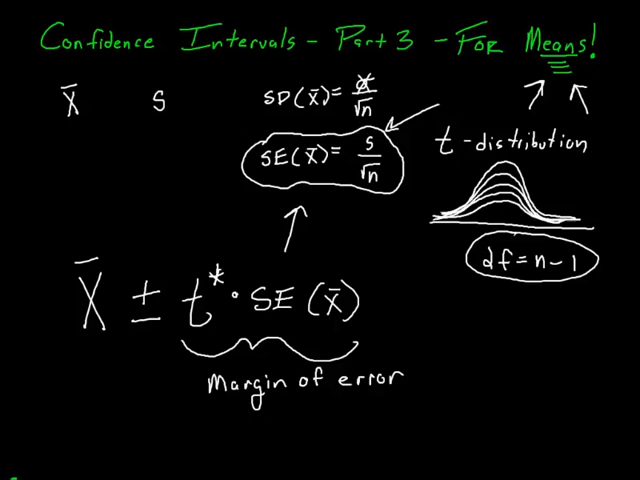 Confidence Intervals - Part 3 - For Means!
X̄ S SD(X̄)= σ/√n
SE(X̄)= s/√n
t-distribution
df = n-1
X̄ ± t* · SE(X̄)
Margin of error